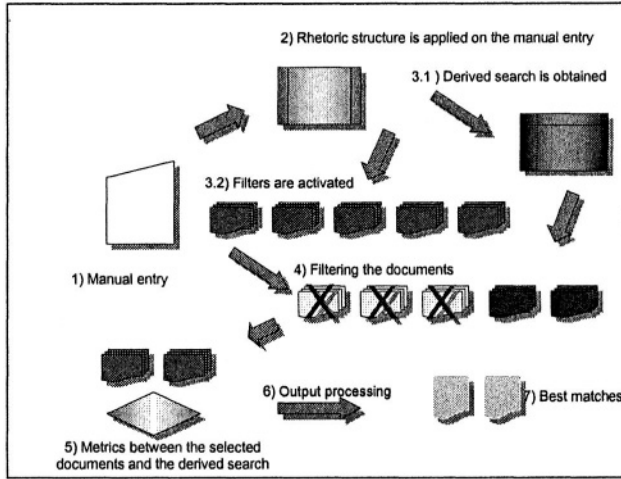 2) Rhetoric structure is applied on the manual entry
3.1 ) Derived search is obtained
3.2) Filters are activated
1) Manual entry
4) Filtering the documents
6) Output processing
7) Best matches
5) Metrics between the selected
documents and the derived search